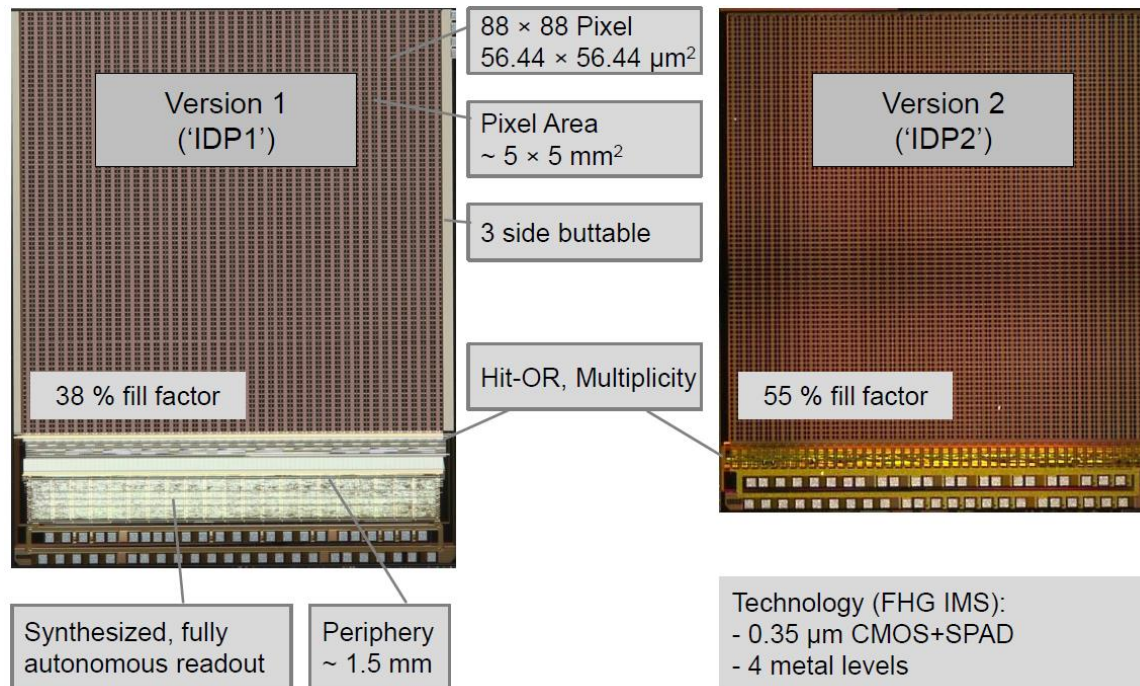 Version 1
(‘IDP1’)
38 % fill factor
88 × 88 Pixel
56.44 × 56.44 µm²
Pixel Area
~ 5 × 5 mm²
3 side buttable
Hit-OR, Multiplicity
Version 2
(‘IDP2’)
55 % fill factor
Synthesized, fully
autonomous readout
Periphery
~ 1.5 mm
Technology (FHG IMS):
- 0.35 µm CMOS+SPAD
- 4 metal levels